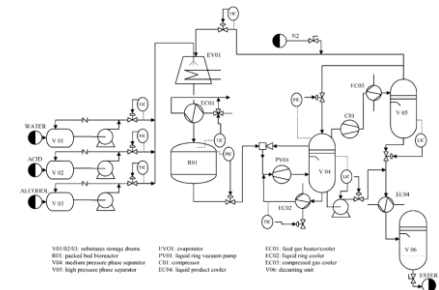 N2
EV01
EC03
WATER
V 01
EC01
C01
V 05
ACID
V 02
R01
PV01
V 04
ALCOHOL
V 03
EC02
EC04
V 06
ESTER
V01/02/03: substrates storage drums
R01: packed bed bioreactor
V04: medium pressure phase separator
V05: high pressure phase separator
EVO1: evaporator
PV01: liquid ring vacuum pump
C01: compressor
EC04: liquid product cooler
EC01: feed gas heater/cooler
EC02: liquid ring cooler
EC03: compressed gas cooler
V06: decanting unit